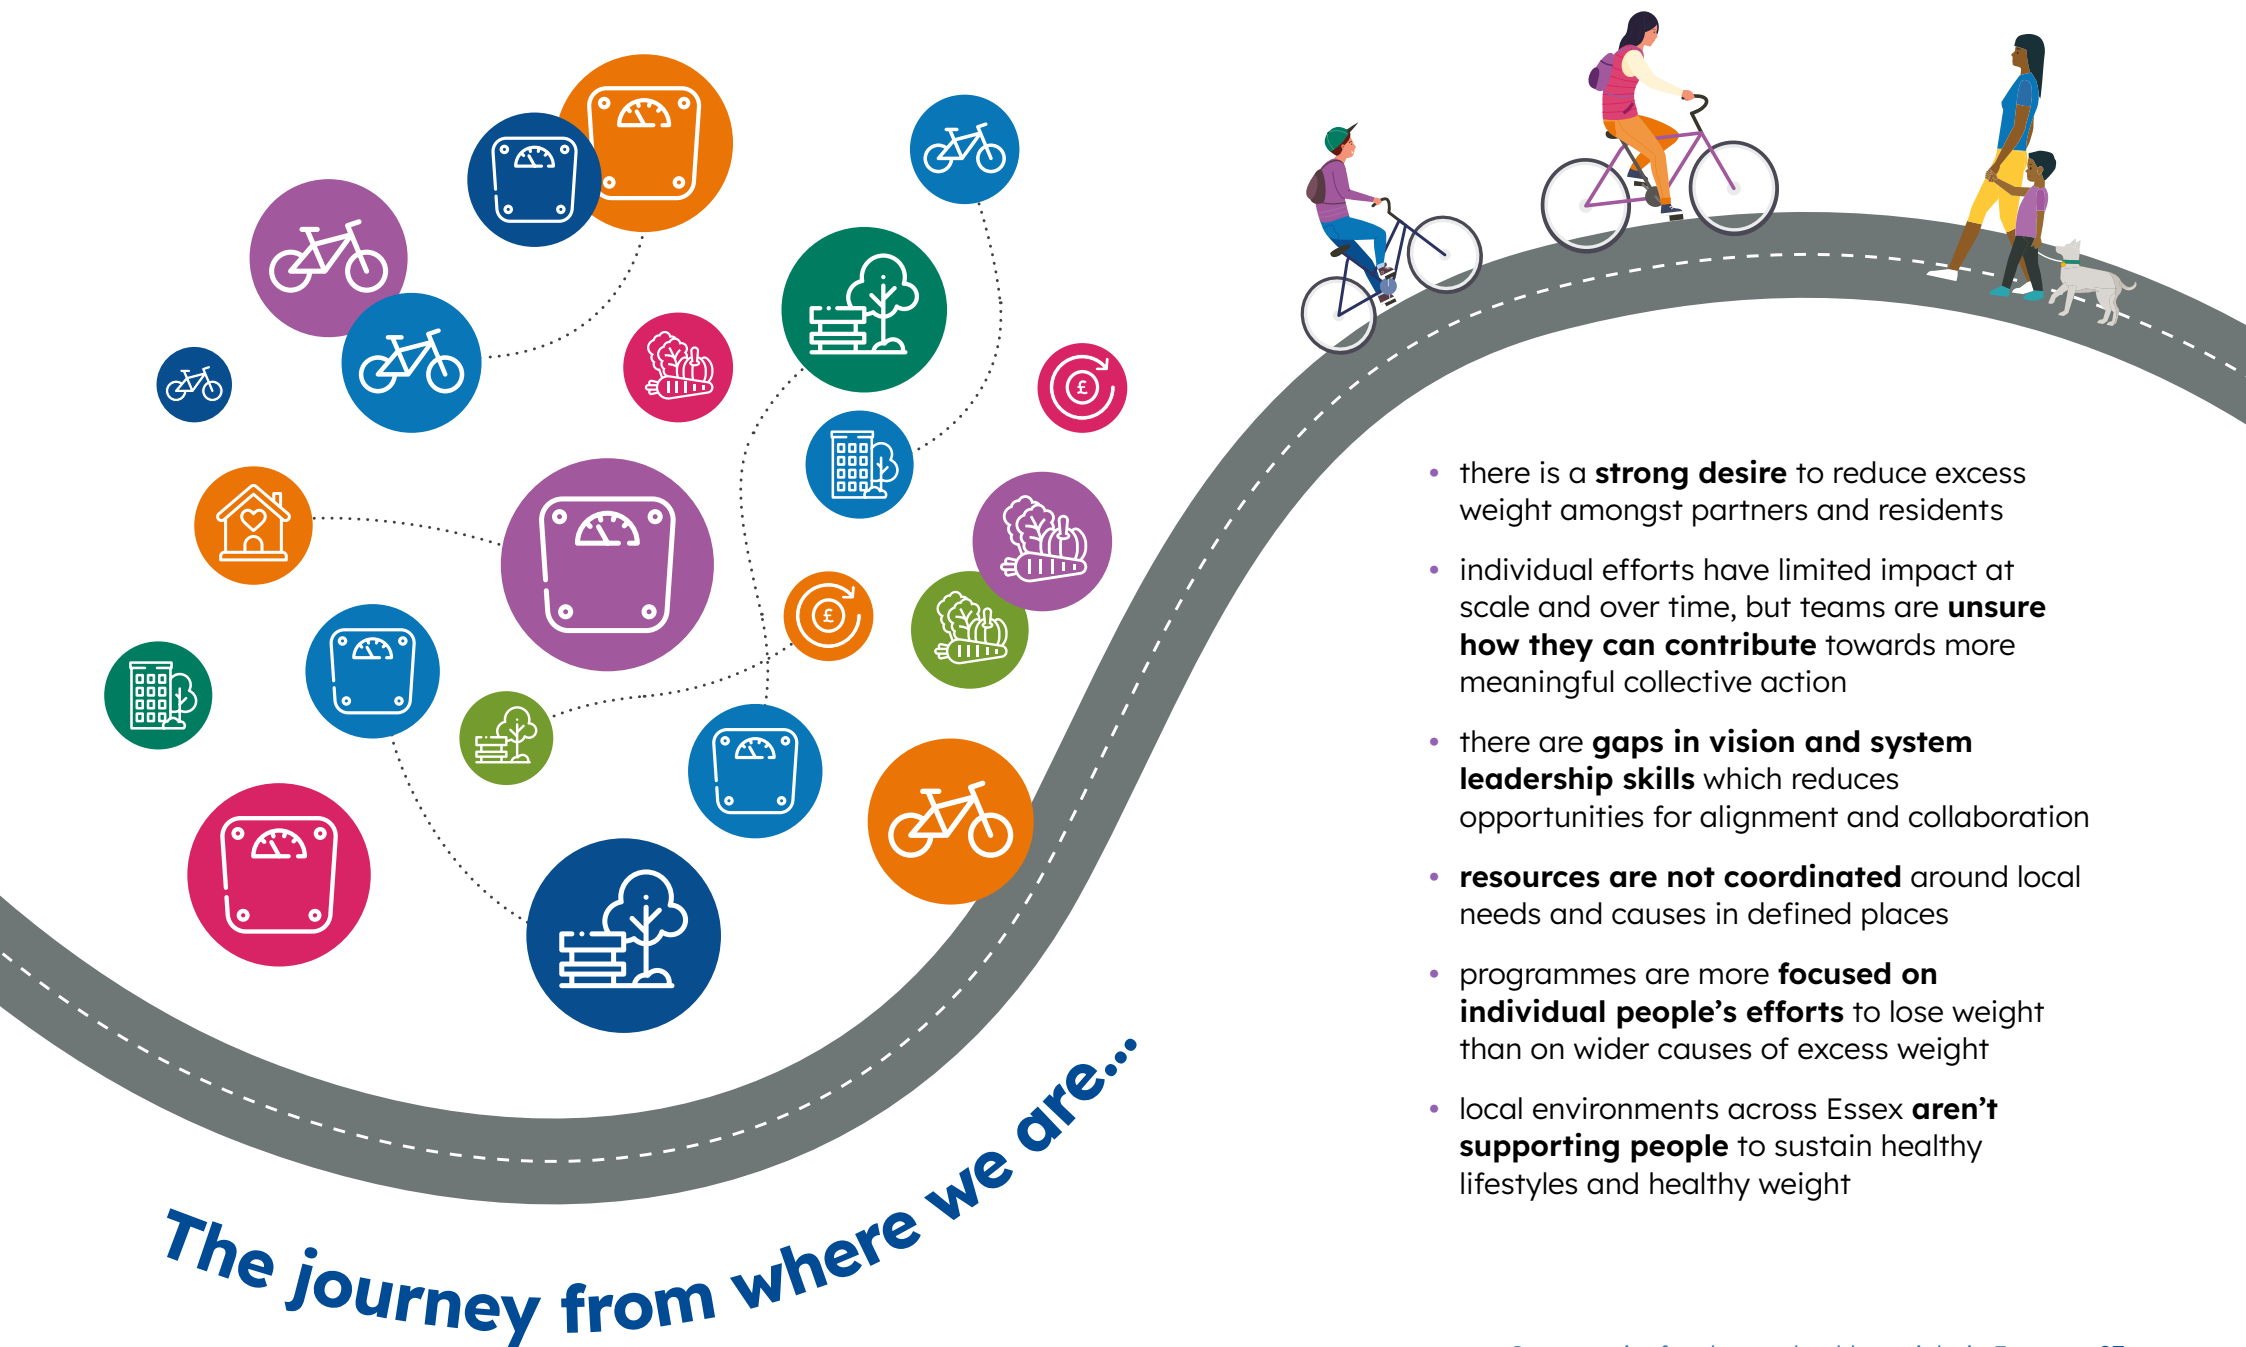 The journey from where we are...
• there is a strong desire to reduce excess
weight amongst partners and residents
• individual efforts have limited impact at
scale and over time, but teams are unsure
how they can contribute towards more
meaningful collective action
• there are gaps in vision and system
leadership skills which reduces
opportunities for alignment and collaboration
• resources are not coordinated around local
needs and causes in defined places
• programmes are more focused on
individual people’s efforts to lose weight
than on wider causes of excess weight
• local environments across Essex aren’t
supporting people to sustain healthy
lifestyles and healthy weight
£
£